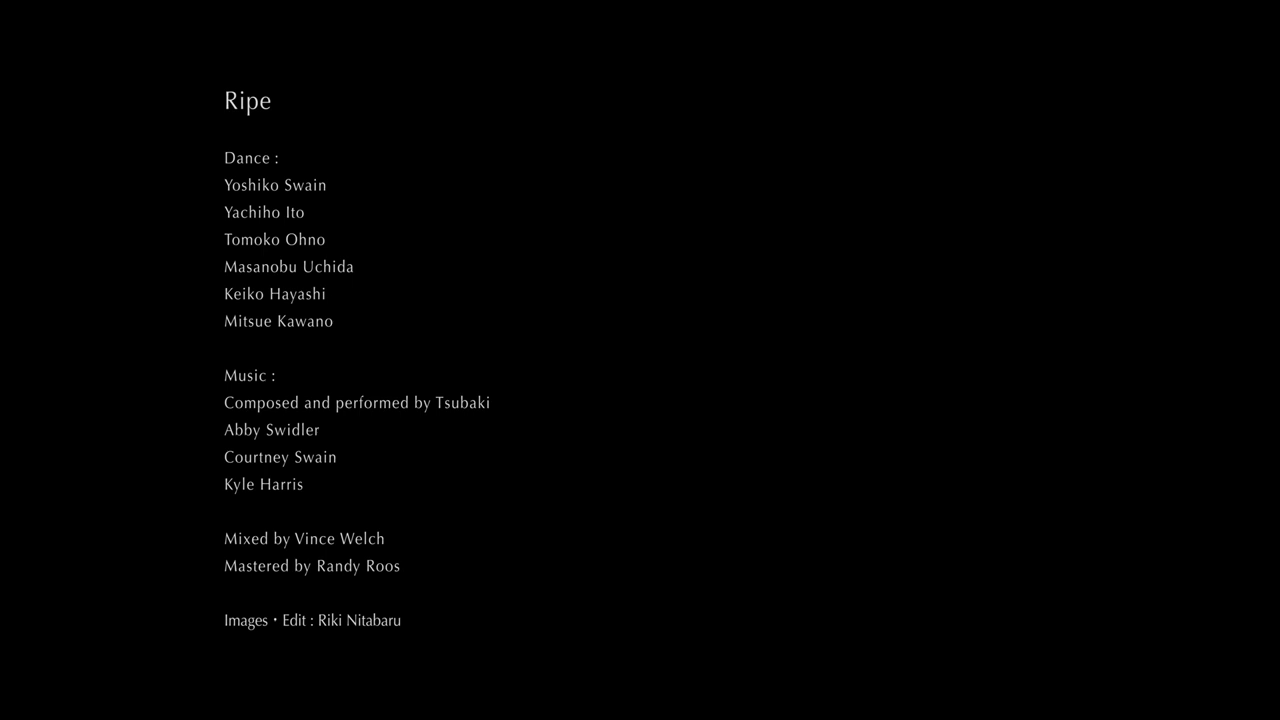 Ripe
Dance :
Yoshiko Swain
Yachiho Ito
Tomoko Ohno
Masanobu Uchida
Keiko Hayashi
Mitsue Kawano
Music :
Composed and performed by Tsubaki
Abby Swidler
Courtney Swain
Kyle Harris
Mixed by Vince Welch
Mastered by Randy Roos
Images・Edit : Riki Nitabaru